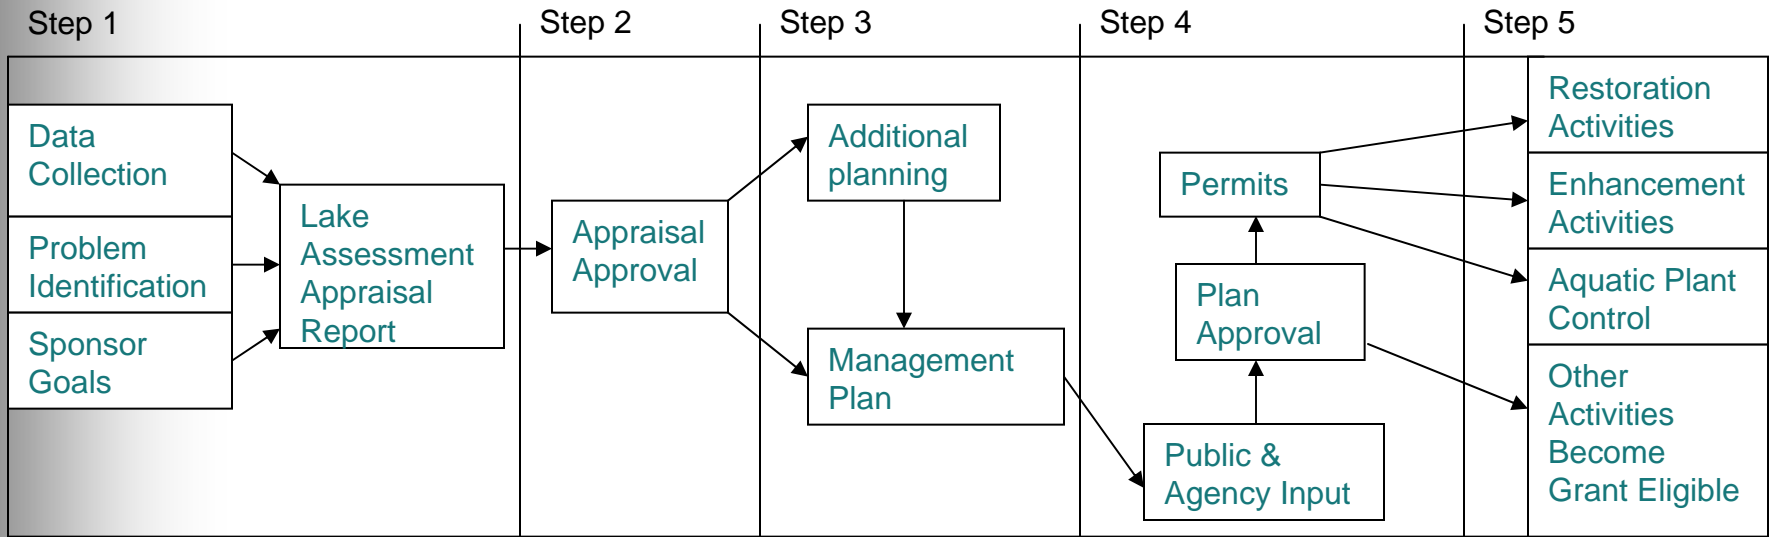 Step 1
Step 2
Step 3
Step 4
Step 5
Data
Collection
Problem
Identification
Sponsor
Goals
Lake
Assessment
Appraisal
Report
Appraisal
Approval
Additional
planning
Management
Plan
Permits
Plan
Approval
Public &
Agency Input
Restoration
Activities
Enhancement
Activities
Aquatic Plant
Control
Other
Activities
Become
Grant Eligible